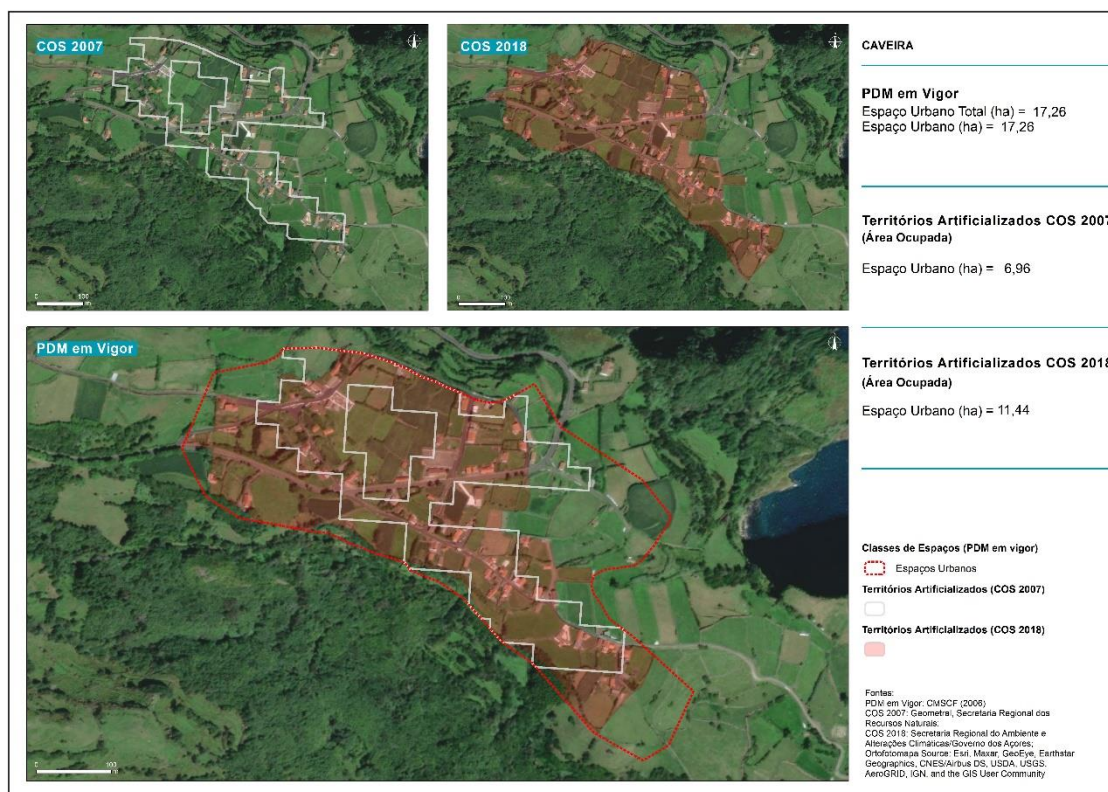 COS 2007
COS 2018
PDM em Vigor
0 100
m
0
m
0 100
m
CAVEIRA
PDM em Vigor
Espaço Urbano Total (ha) = 17,26
Espaço Urbano (ha) = 17,26
Territórios Artificializados COS 2007
(Área Ocupada)
Espaço Urbano (ha) = 6,96
Territórios Artificializados COS 2018
(Área Ocupada)
Espaço Urbano (ha) = 11,44
Classes de Espaços (PDM em vigor)
Espaços Urbanos
Territórios Artificializados (COS 2007)
Territórios Artificializados (COS 2018)
Fontes:
PDM em Vigor: CMSCF (2006)
COS 2007: Geometral, Secretaria Regional dos
Recursos Naturais;
COS 2018: Secretaria Regional do Ambiente e
Alterações Climáticas/Governo dos Açores;
Ortofotomapa Source: Esri, Maxar, GeoEye, Earthstar
Geographics, CNES/Airbus DS, USDA, USGS,
AeroGRID, IGN, and the GIS User Community